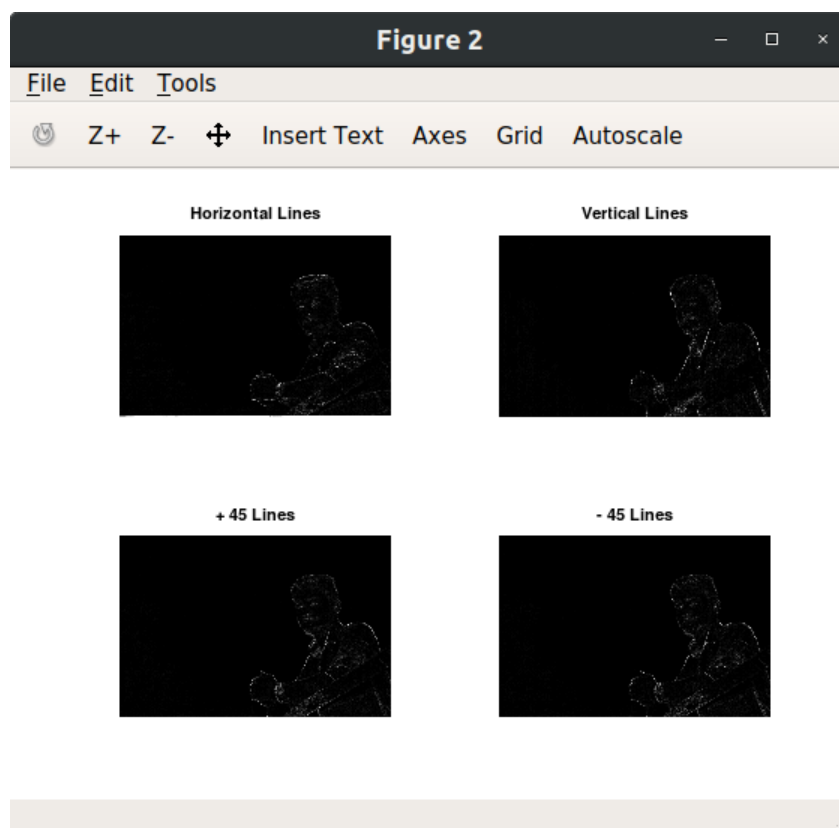 Figure 2
File Edit Tools
Z+ Z- Insert Text Axes Grid Autoscale
Horizontal Lines
Vertical Lines
+ 45 Lines
- 45 Lines